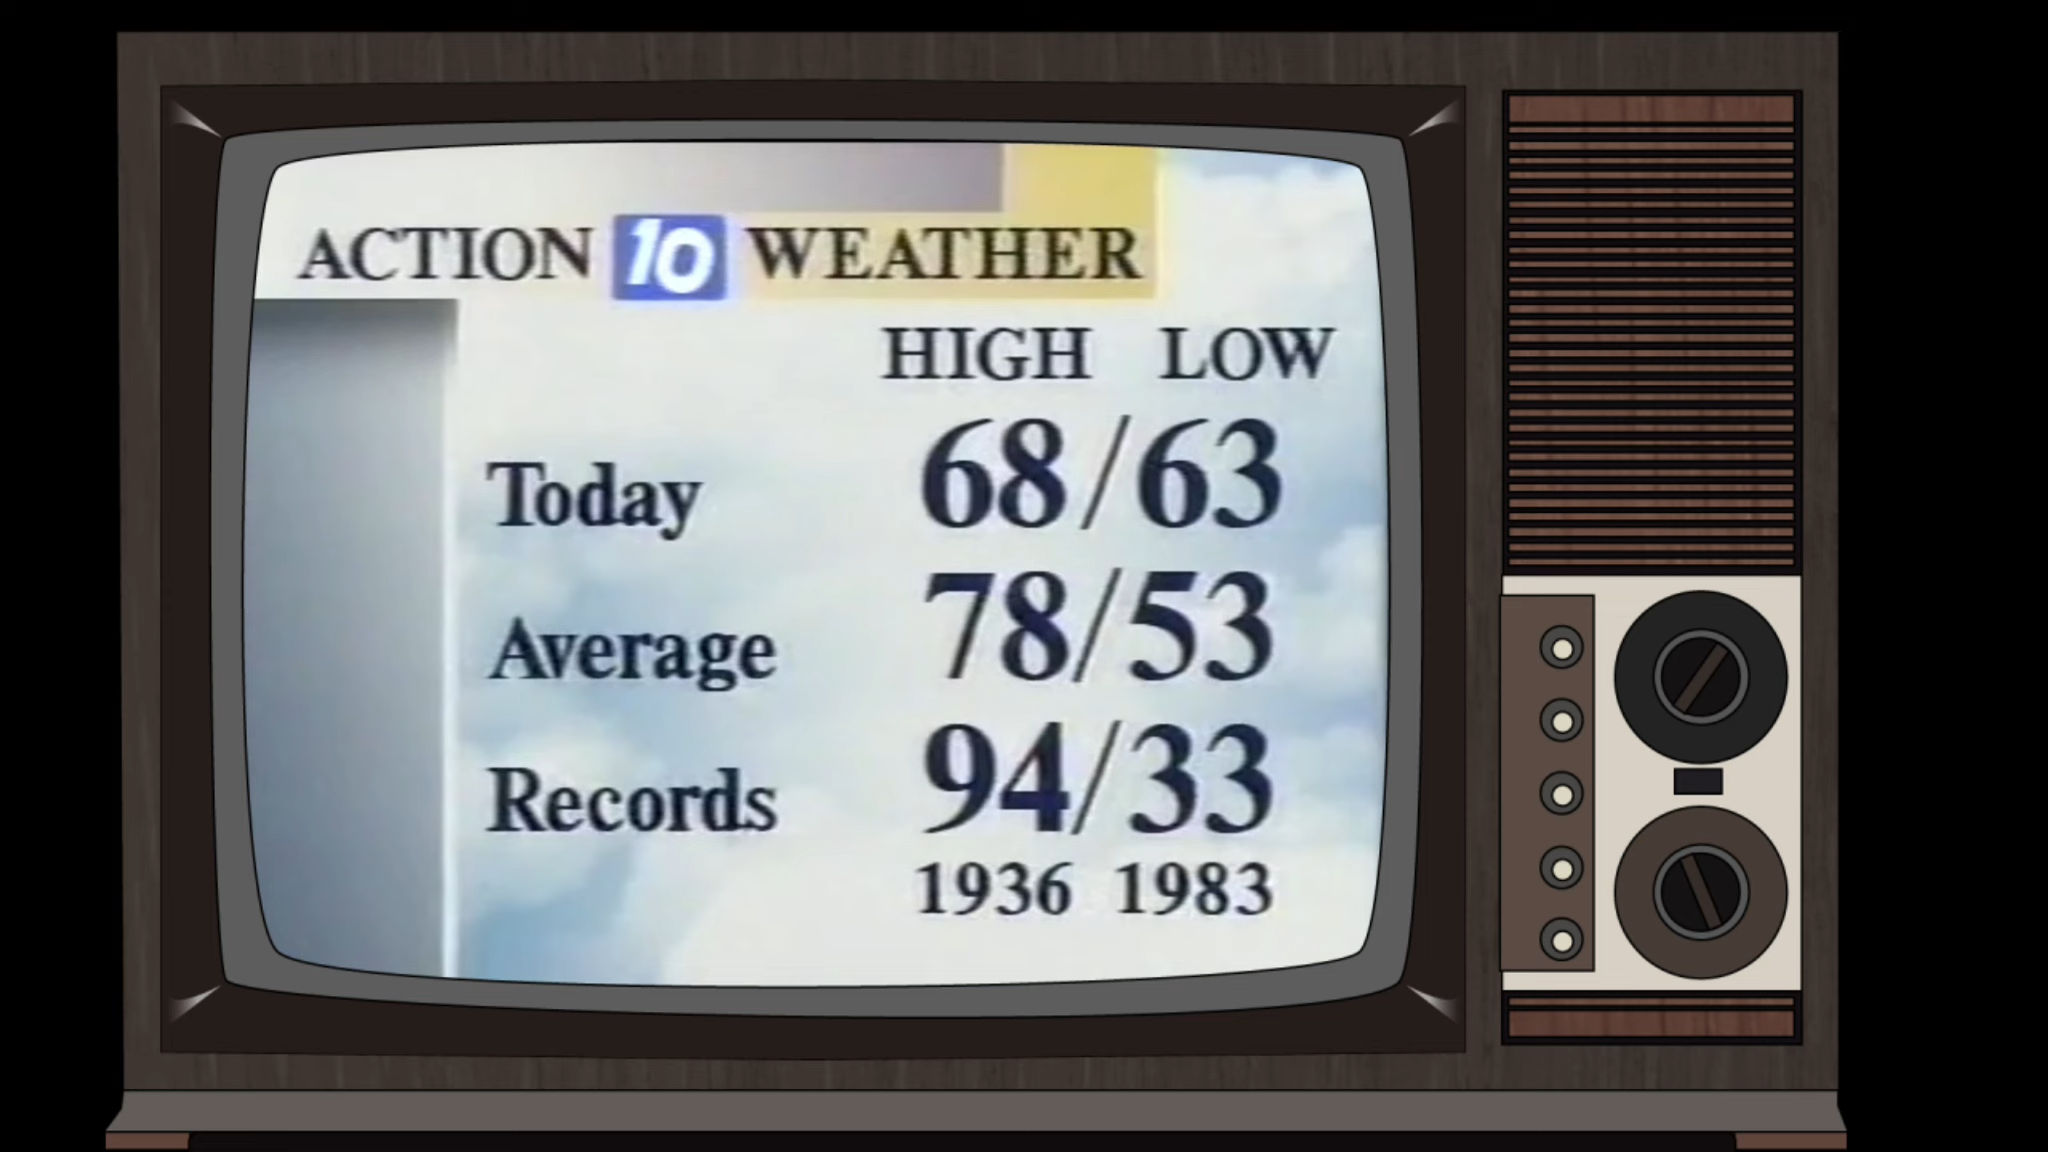 ACTION 10 WEATHER
HIGH LOW
Today 68/63
Average 78/53
Records 94/33
1936 1983